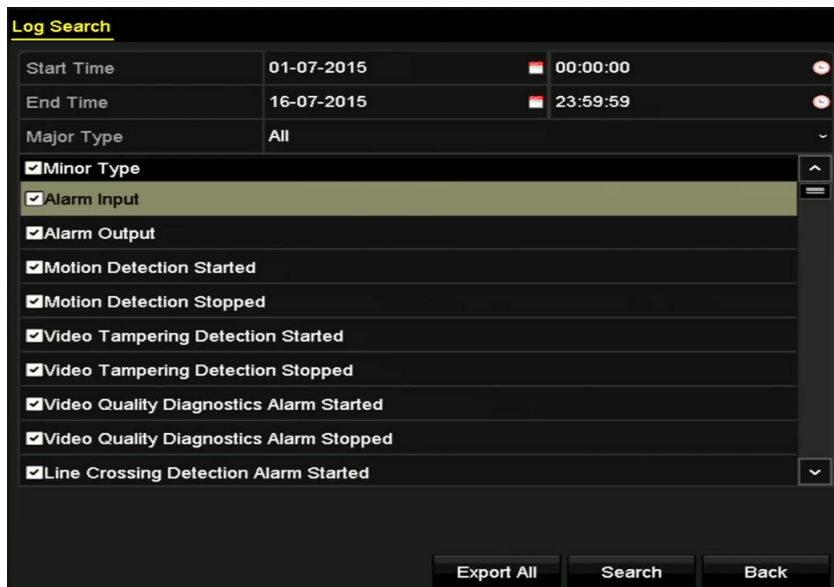 Log Search
Start Time 01-07-2015 00:00:00
End Time 16-07-2015 23:59:59
Major Type All
Minor Type
Alarm Input
Alarm Output
Motion Detection Started
Motion Detection Stopped
Video Tampering Detection Started
Video Tampering Detection Stopped
Video Quality Diagnostics Alarm Started
Video Quality Diagnostics Alarm Stopped
Line Crossing Detection Alarm Started
Export All Search Back